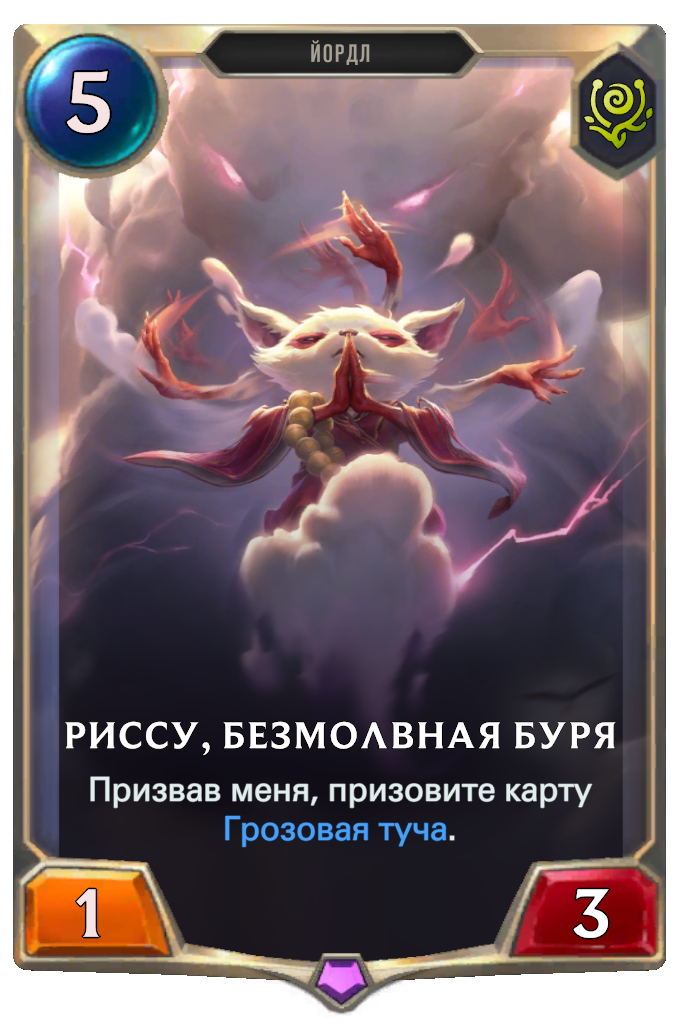 5
ЙОРДЛ
РИССУ, БЕЗМОЛВНАЯ БУРЯ
Призвав меня, призовите карту
Грозовая туча.
1
3